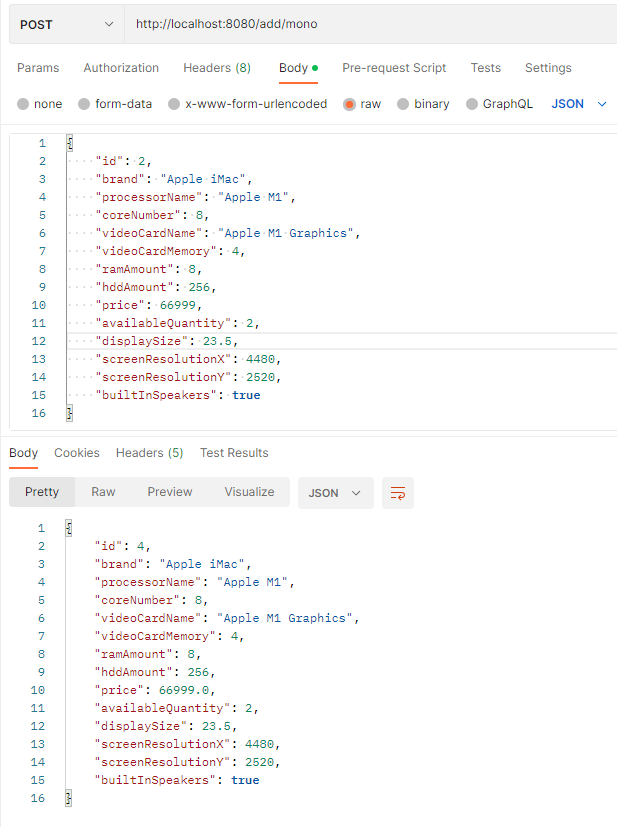 POST http://localhost:8080/add/mono
Params Authorization Headers (8) Body Pre-request Script Tests Settings
none form-data x-www-form-urlencoded raw binary GraphQL JSON
1 {
2 "id": 2,
3 "brand": "Apple iMac",
4 "processorName": "Apple M1",
5 "coreNumber": 8,
6 "videoCardName": "Apple M1 Graphics",
7 "videoCardMemory": 4,
8 "ramAmount": 8,
9 "hddAmount": 256,
10 "price": 66999,
11 "availableQuantity": 2,
12 "displaySize": 23.5,
13 "screenResolutionX": 4480,
14 "screenResolutionY": 2520,
15 "builtInSpeakers": true
16 }
Body Cookies Headers (5) Test Results
Pretty Raw Preview Visualize JSON
1 {
2 "id": 4,
3 "brand": "Apple iMac",
4 "processorName": "Apple M1",
5 "coreNumber": 8,
6 "videoCardName": "Apple M1 Graphics",
7 "videoCardMemory": 4,
8 "ramAmount": 8,
9 "hddAmount": 256,
10 "price": 66999.0,
11 "availableQuantity": 2,
12 "displaySize": 23.5,
13 "screenResolutionX": 4480,
14 "screenResolutionY": 2520,
15 "builtInSpeakers": true
16 }